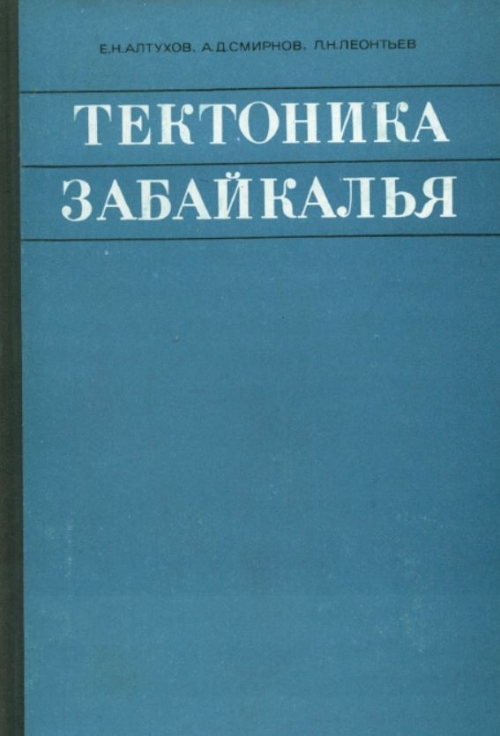 Е.Н.АЛТУХОВ, А.Д.СМИРНОВ, Л.Н.ЛЕОНТЬЕВ
ТЕКТОНИКА
ЗАБАЙКАЛЬЯ